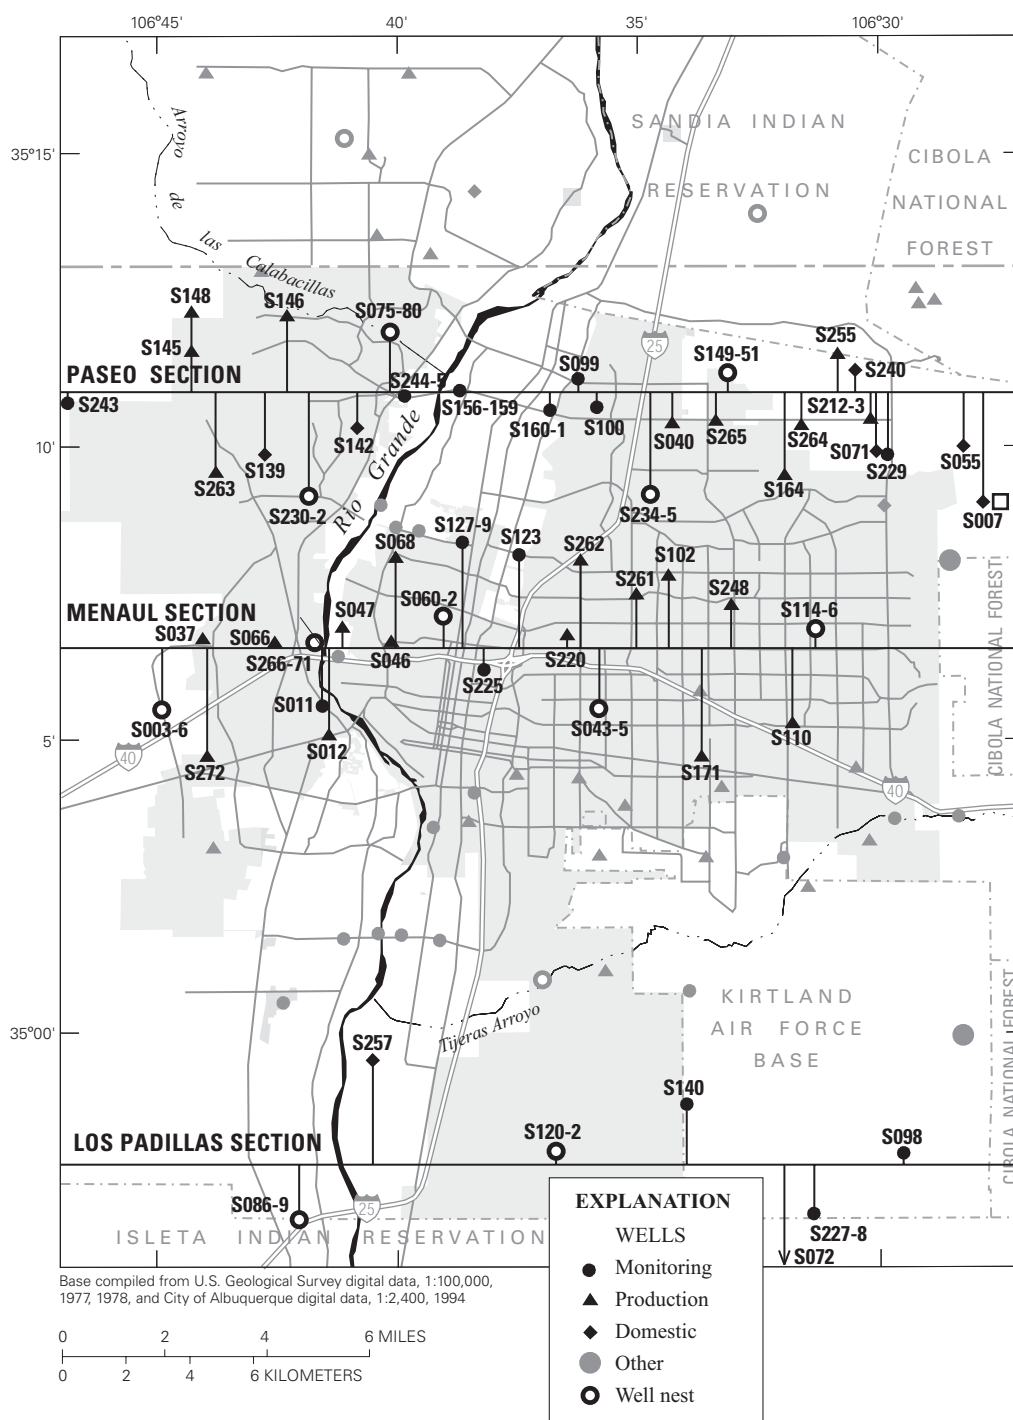 106°45'
40'
35'
106°30'
35°15'
10'
5'
35°00'
Arroyo
de
las
Calabacillas
SANDIA INDIAN
RESERVATION
CIBOLA
NATIONAL
FOREST
25
S148
S146
S075-80
S145
S255
S149-51
S099
S240
PASEO SECTION
S244-5
S243
S156-159
S212-3
S160-1
S100
S040
S265
S264
S142
S071
S229
S055
S139
S263
S164
S230-2
S234-5
S007
Rio Grande
S127-9
S123
S068
S262
S102
S261
S060-2
S248
MENAUL SECTION
S047
S114-6
S037
S066
S266-71
S046
S220
S225
S011
S003-6
S043-5
S012
S110
S272
S171
40
40
CIBOLA NATIONAL FOREST
Tijeras Arroyo
KIRTLAND
AIR FORCE
BASE
CIBOLA NATIONAL FOREST
S257
S140
S120-2
S098
LOS PADILLAS SECTION
S086-9
25
S227-8
S072
ISLETA INDIAN RESERVATION
EXPLANATION
WELLS
Monitoring
Production
Domestic
Other
Well nest
Base compiled from U.S. Geological Survey digital data, 1:100,000,
1977, 1978, and City of Albuquerque digital data, 1:2,400, 1994
0 2 4 6 MILES
0 2 4 6 KILOMETERS